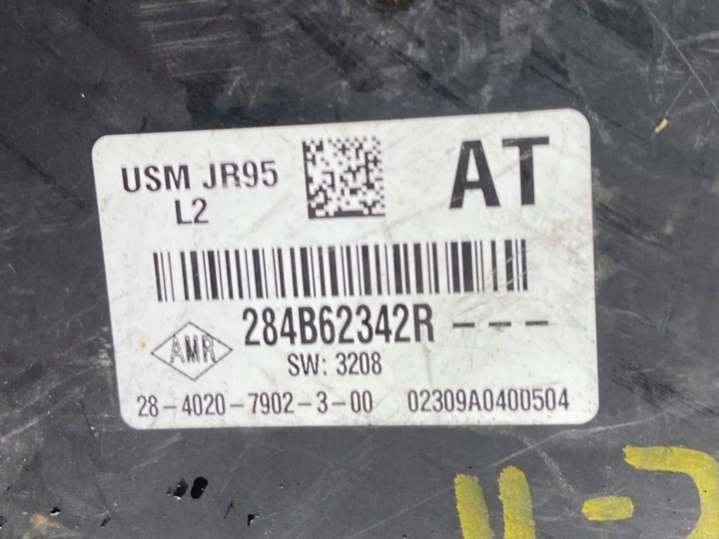 USM JR95
L2
AT
284B62342R ---
AMR
SW: 3208
28-4020-7902-3-00 02309A0400504